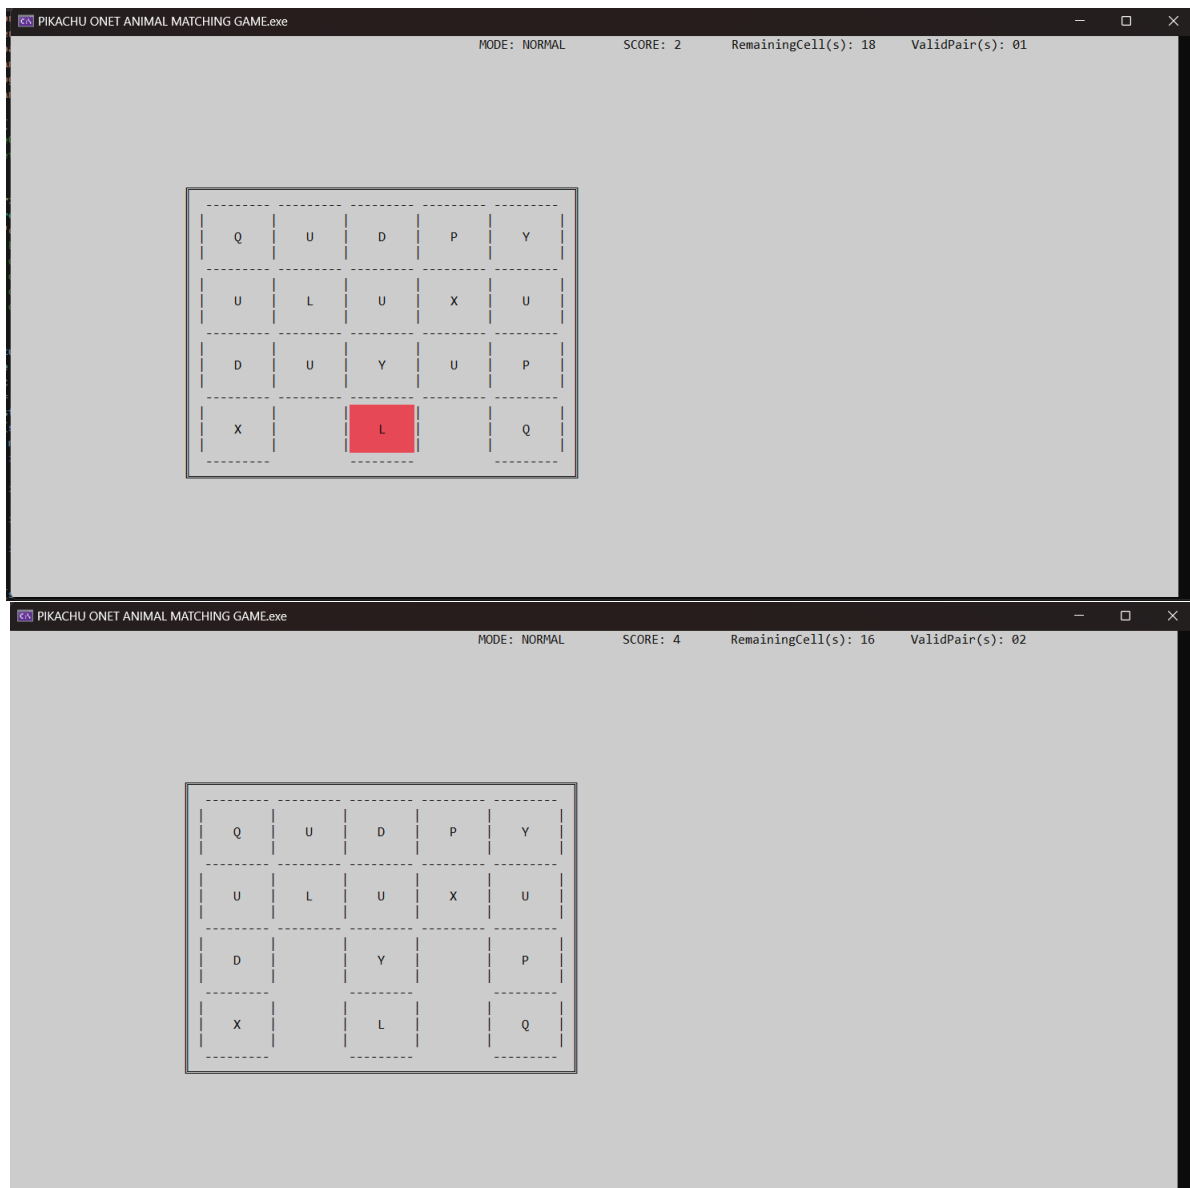 PIKACHU ONET ANIMAL MATCHING GAME.exe
MODE: NORMAL SCORE: 2 RemainingCell(s): 18 ValidPair(s): 01
Q U D P Y
U L U X U
D U Y U P
X L Q
PIKACHU ONET ANIMAL MATCHING GAME.exe
MODE: NORMAL SCORE: 4 RemainingCell(s): 16 ValidPair(s): 02
Q U D P Y
U L U X U
D Y P
X L Q